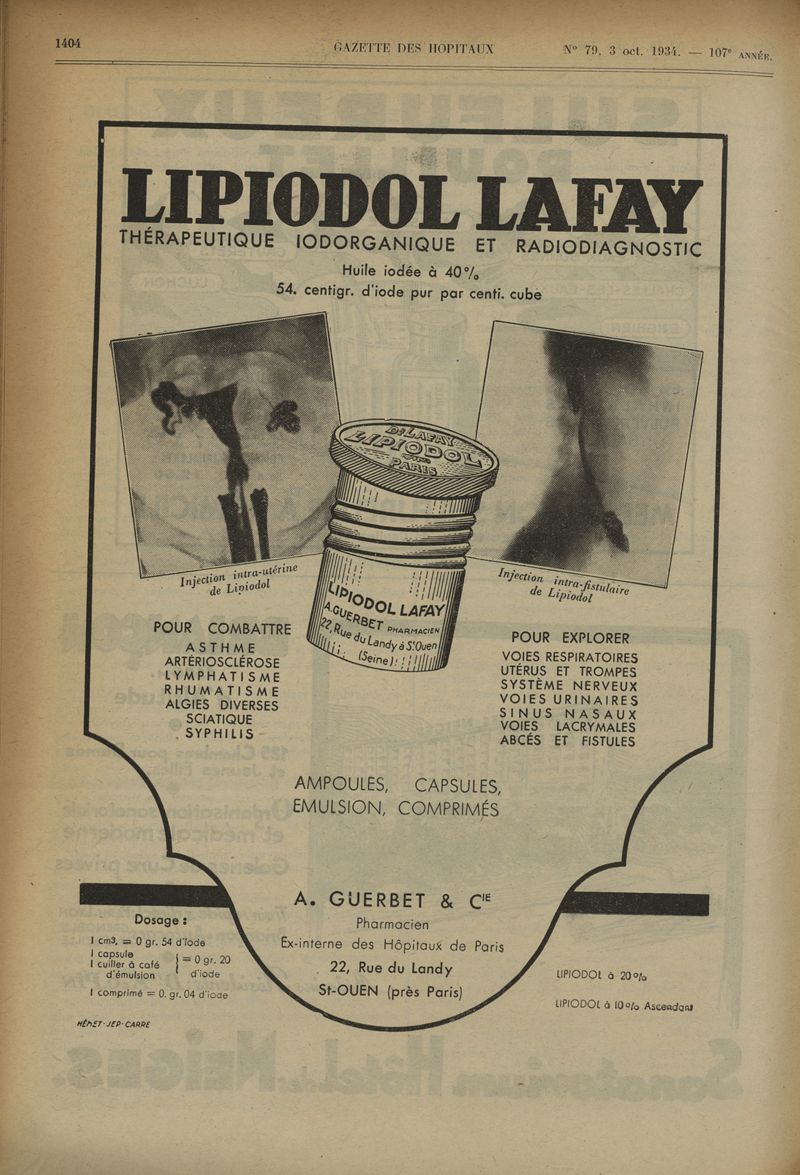 1404
GAZETTE DES HOPITAUX
N° 79, 3 oct. 1934. — 107e ANNÉE.
LIPIODOL LAFAY
THÉRAPEUTIQUE IODORGANIQUE ET RADIODIAGNOSTIC
Huile iodée à 40%
54. centigr. d'iode pur par centi. cube
Dr LAFAY
LIPIODOL
PARIS
Injection intra-utérine
de Lipiodol
Injection intra-fistulaire
de Lipiodol
LIPIODOL LAFAY
A. GUERBET PHARMACIEN
22, Rue du Landy à St Ouen
(Seine)
POUR COMBATTRE
ASTHME
ARTÉRIOSCLÉROSE
LYMPHATISME
RHUMATISME
ALGIES DIVERSES
SCIATIQUE
SYPHILIS
POUR EXPLORER
VOIES RESPIRATOIRES
UTÉRUS ET TROMPES
SYSTÈME NERVEUX
VOIES URINAIRES
SINUS NASAUX
VOIES LACRYMALES
ABCÉS ET FISTULES
AMPOULES, CAPSULES,
EMULSION, COMPRIMÉS
A. GUERBET & CIE
Pharmacien
Ex-interne des Hôpitaux de Paris
22, Rue du Landy
St-OUEN (près Paris)
Dosage :
1 cm3, = 0 gr. 54 d'Iode
1 capsule
1 cuiller à café
d'émulsion
= 0 gr. 20
d'iode
1 comprimé = 0. gr. 04 d'iode
HÉMET-JEP-CARRÉ
LIPIODOL à 20%
LIPIODOL à 10% Ascendant